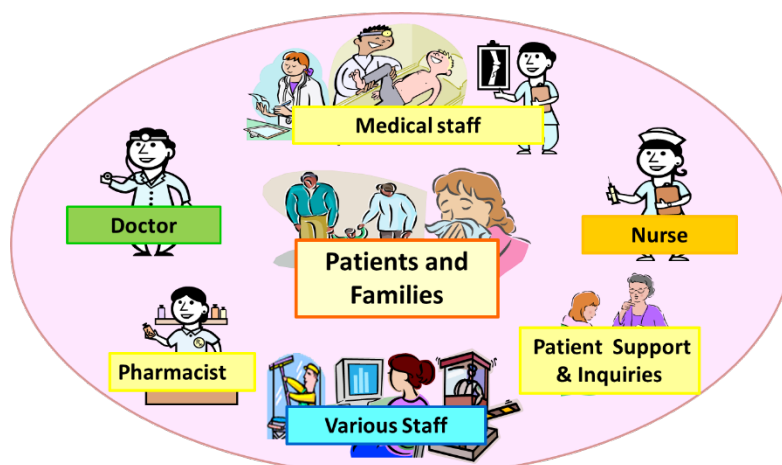 Medical staff
Doctor
Nurse
Patients and
Families
Pharmacist
Patient Support
& Inquiries
Various Staff